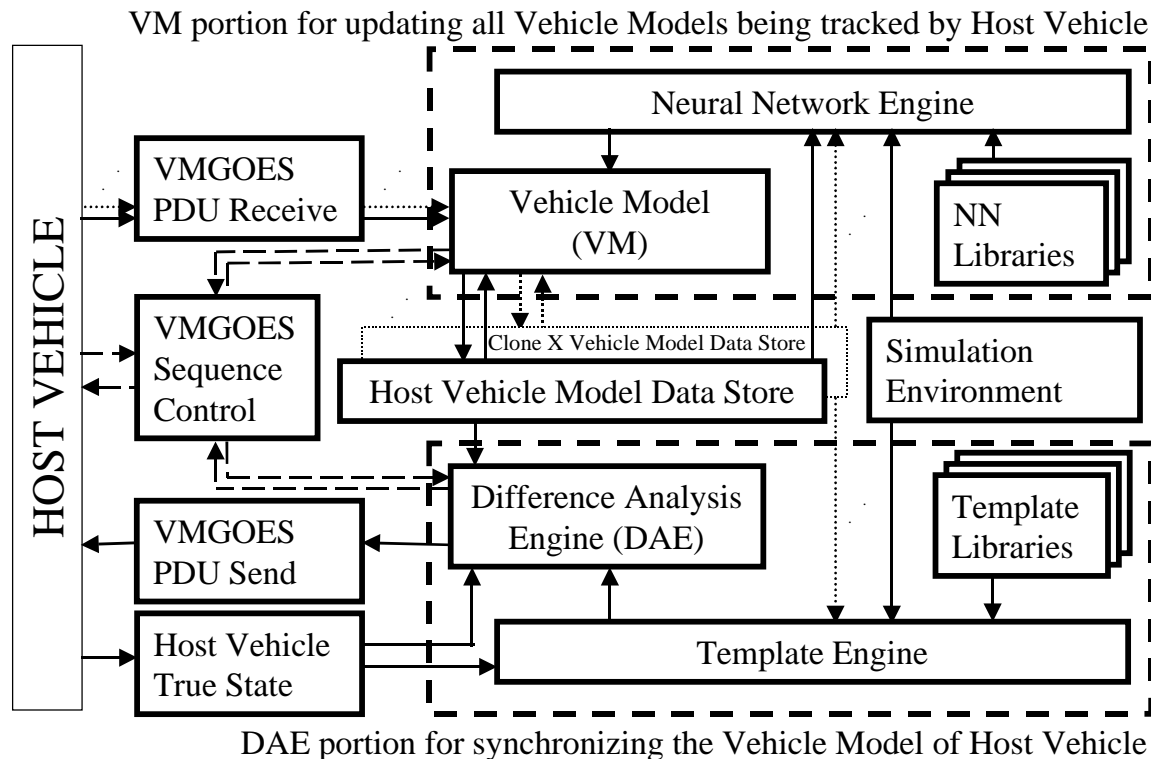 VM portion for updating all Vehicle Models being tracked by Host Vehicle
HOST VEHICLE
Neural Network Engine
VMGOES
PDU Receive
Vehicle Model
(VM)
NN
Libraries
VMGOES
Sequence
Control
Clone X Vehicle Model Data Store
Host Vehicle Model Data Store
Simulation
Environment
Difference Analysis
Engine (DAE)
Template
Libraries
VMGOES
PDU Send
Host Vehicle
True State
Template Engine
DAE portion for synchronizing the Vehicle Model of Host Vehicle